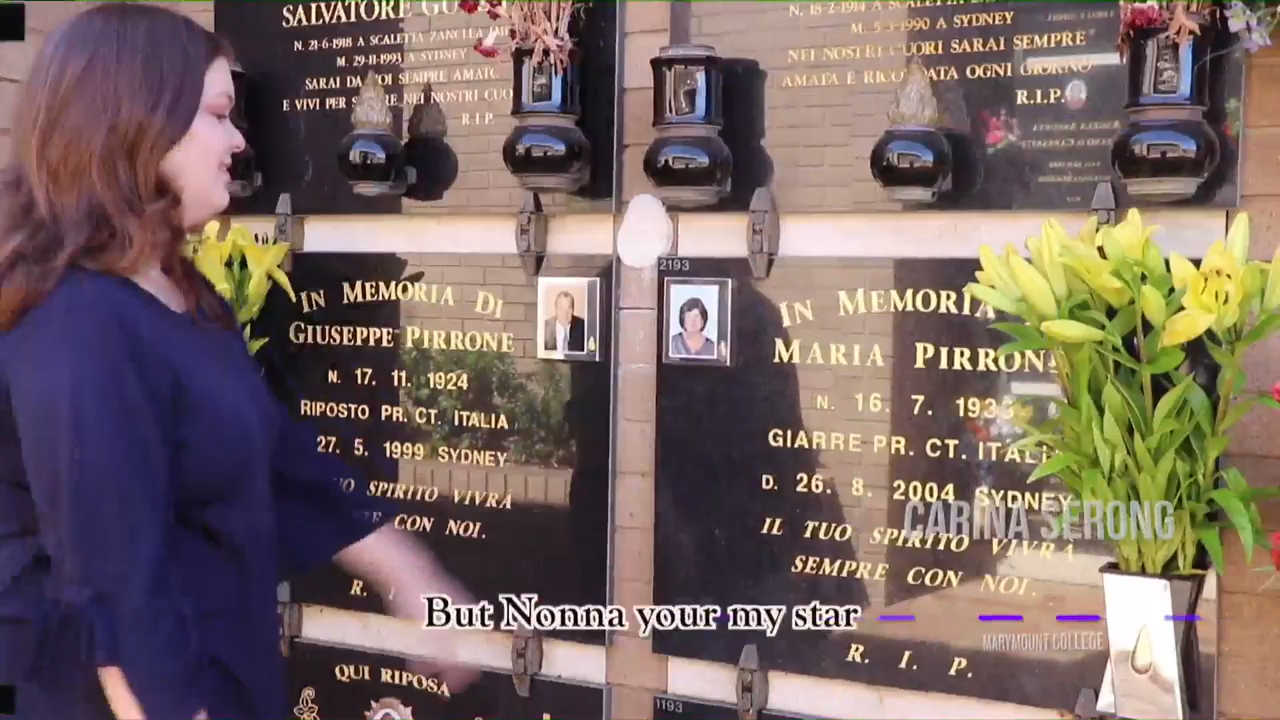 SALVATORE
N. 21-6-1918 A SCALETTA ZANCLEA
M. 29-11-1993 A SYDNEY
SARAI DA NOI SEMPRE AMATO
E VIVI PER NEI NOSTRI
R.I.P.
N. 18-2-1914 A SCALETTA
M. 5-3-1990 A SYDNEY
NEI NOSTRI CUORI SARAI SEMPRE
AMATA E RICORDATA OGNI GIORNO
R.I.P.
IN MEMORIA DI
GIUSEPPE PIRRONE
N. 17. 11. 1924
RIPOSTO PR. CT. ITALIA
27. 5. 1999 SYDNEY
SPIRITO VIVRÀ
CON NOI.
R.
2193
IN MEMORIA
MARIA PIRRONE
N. 16. 7.
GIARRE PR. CT. ITALIA
D. 26. 8. 2004 SYDNEY
IL TUO SPIRITO VIVRÀ
SEMPRE CON NOI.
R. I. P.
CARINA SERONG
MARYMOUNT COLLEGE
But Nonna your my star
QUI RIPOSA
1193